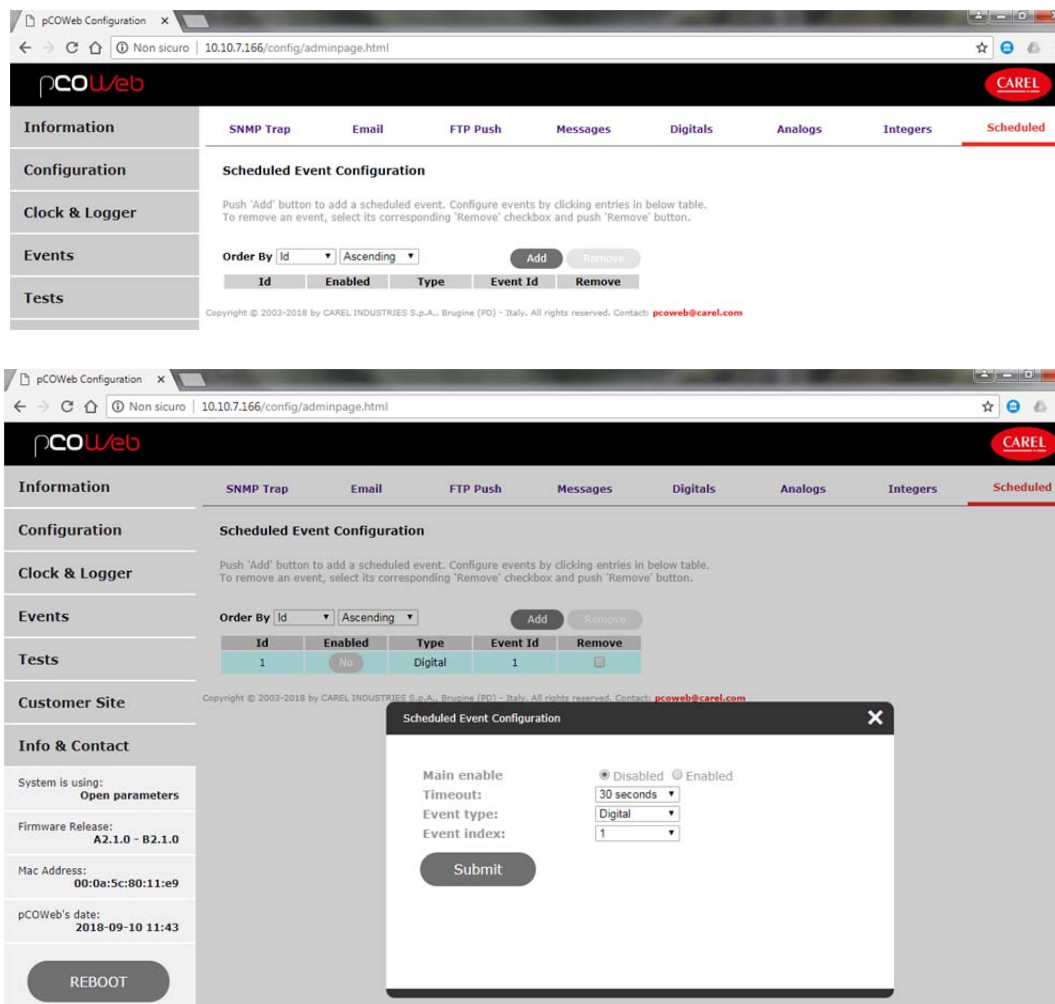 pCOWeb Configuration
Non sicuro 10.10.7.166/config/adminpage.html
pCOWeb
CAREL
Information
Configuration
Clock & Logger
Events
Tests
SNMP Trap Email FTP Push Messages Digitals Analogs Integers Scheduled
Scheduled Event Configuration
Push 'Add' button to add a scheduled event. Configure events by clicking entries in below table.
To remove an event, select its corresponding 'Remove' checkbox and push 'Remove' button.
Order By Id Ascending Add Remove
Id Enabled Type Event Id Remove
Copyright © 2003-2018 by CAREL INDUSTRIES S.p.A., Brugine (PD) - Italy. All rights reserved. Contact: pcoweb@carel.com
pCOWeb Configuration
Non sicuro 10.10.7.166/config/adminpage.html
pCOWeb
CAREL
Information
Configuration
Clock & Logger
Events
Tests
Customer Site
Info & Contact
System is using:
Open parameters
Firmware Release:
A2.1.0 - B2.1.0
Mac Address:
00:0a:5c:80:11:e9
pCOWeb's date:
2018-09-10 11:43
REBOOT
SNMP Trap Email FTP Push Messages Digitals Analogs Integers Scheduled
Scheduled Event Configuration
Push 'Add' button to add a scheduled event. Configure events by clicking entries in below table.
To remove an event, select its corresponding 'Remove' checkbox and push 'Remove' button.
Order By Id Ascending Add Remove
Id Enabled Type Event Id Remove
1 No Digital 1
Copyright © 2003-2018 by CAREL INDUSTRIES S.p.A., Brugine (PD) - Italy. All rights reserved. Contact: pcoweb@carel.com
Scheduled Event Configuration
Main enable Disabled Enabled
Timeout: 30 seconds
Event type: Digital
Event index: 1
Submit